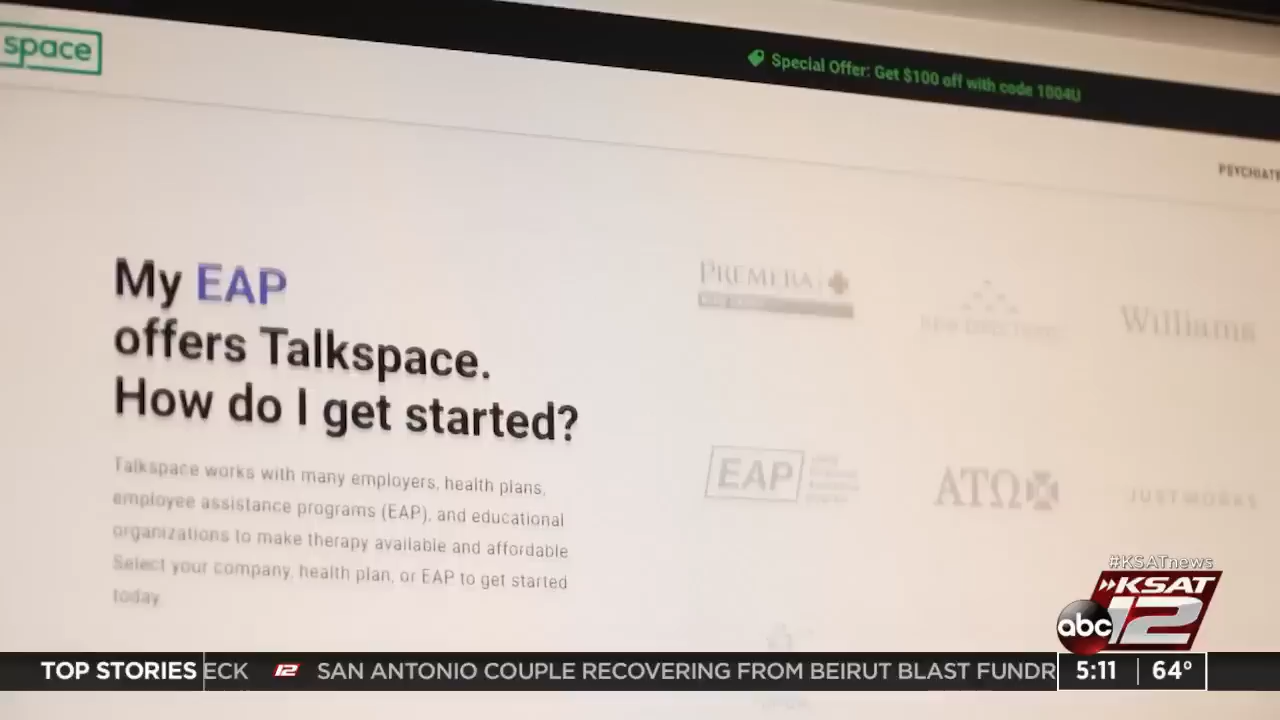 space
Special Offer: Get $100 off with code 1004U
My EAP
offers Talkspace.
How do I get started?
Talkspace works with many employers, health plans,
employee assistance programs (EAP), and educational
organizations to make therapy available and affordable
Select your company, health plan, or EAP to get started
today.
PREMERA
Williams
EAP
ΑΤΩ
JUSTWORKS
#KSATnews
KSAT
abc 12
TOP STORIES ECK 12 SAN ANTONIO COUPLE RECOVERING FROM BEIRUT BLAST FUNDR 5:11 64°